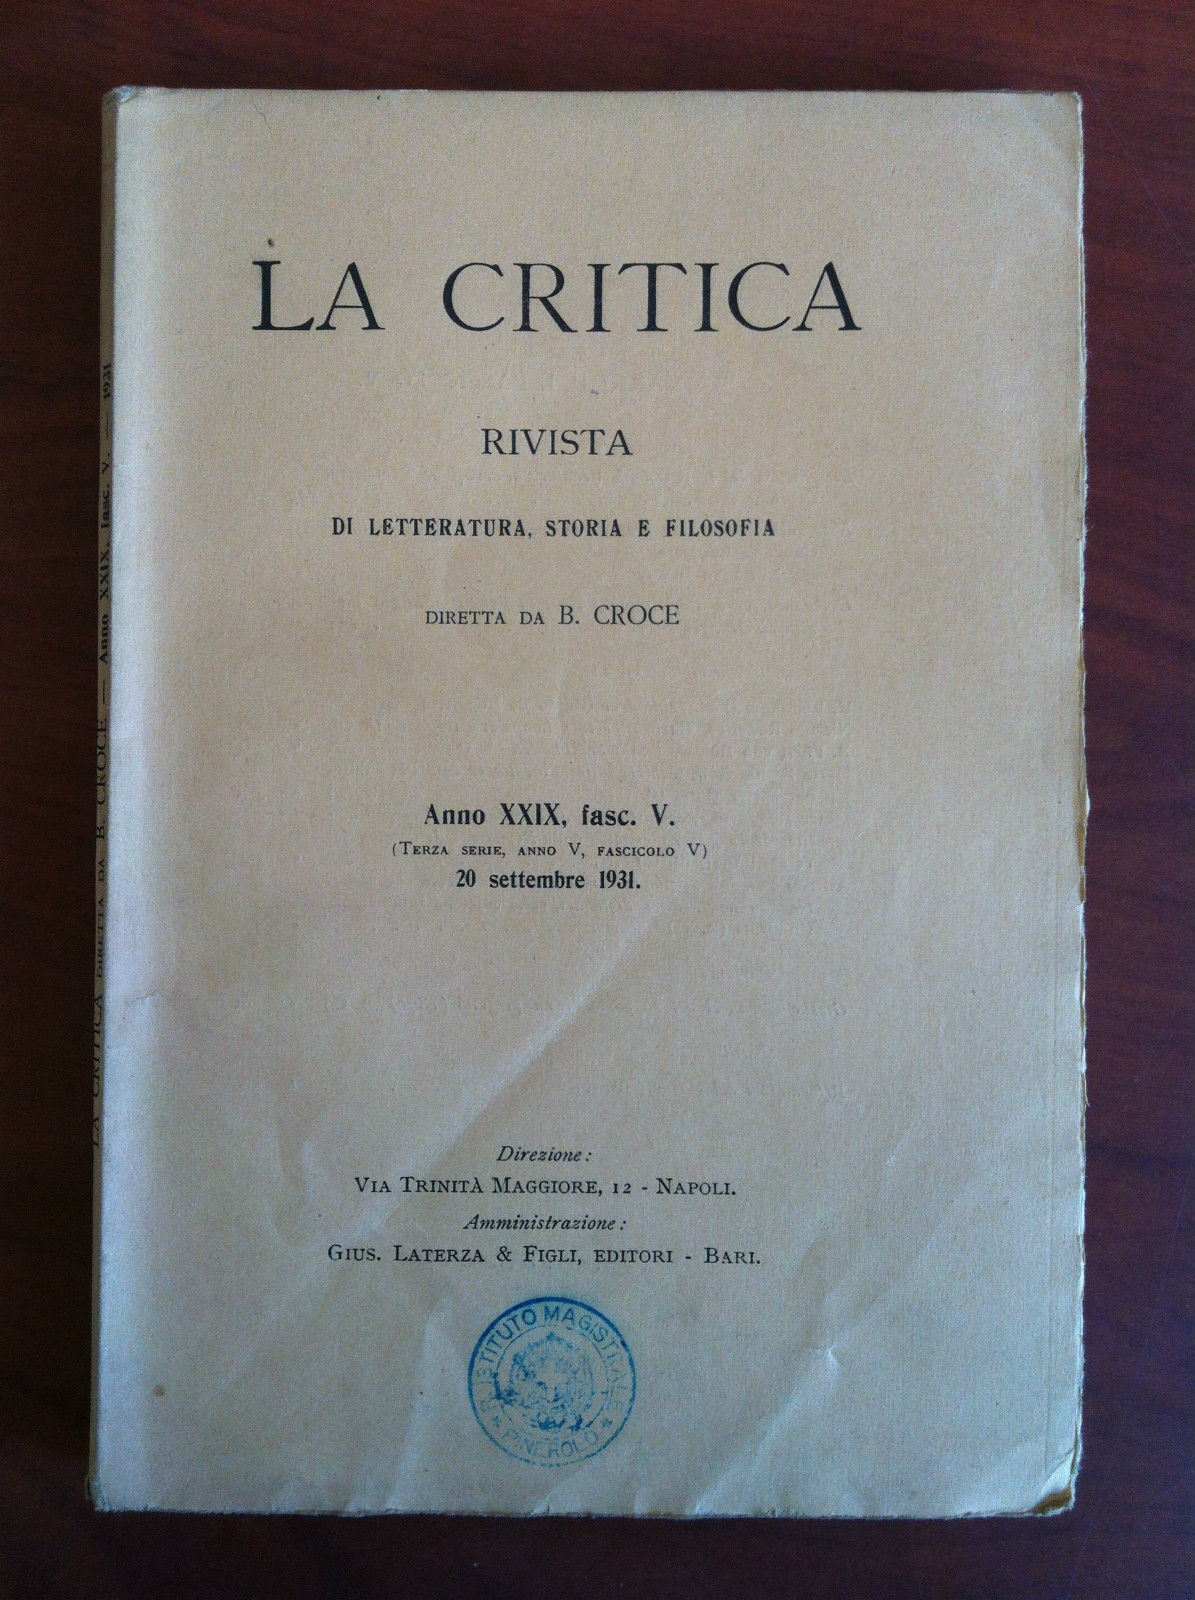 LA CRITICA
RIVISTA
DI LETTERATURA, STORIA E FILOSOFIA
DIRETTA DA B. CROCE
Anno XXIX, fasc. V.
(TERZA SERIE, ANNO V, FASCICOLO V)
20 settembre 1931.
Direzione:
VIA TRINITÀ MAGGIORE, 12 - NAPOLI.
Amministrazione:
GIUS. LATERZA & FIGLI, EDITORI - BARI.
R. ISTITUTO MAGISTRALE
* PINEROLO *
LA CRITICA DIRETTA DA B. CROCE — Anno XXIX, fasc. V. — 1931